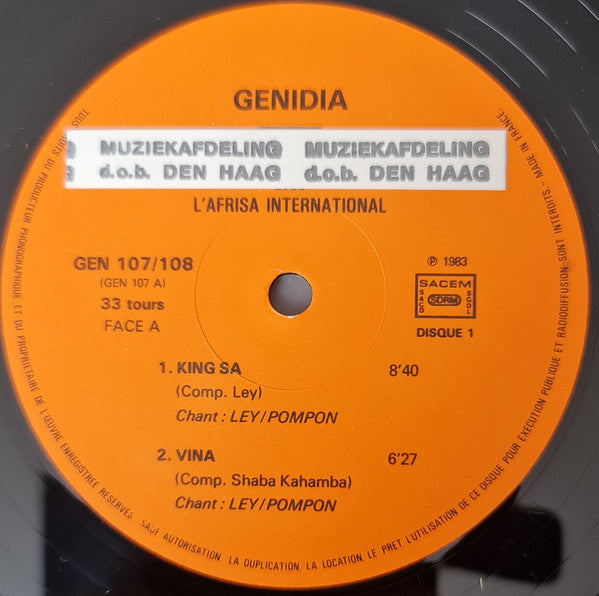 GENIDIA
MUZIEKAFDELING MUZIEKAFDELING
d.o.b. DEN HAAG d.o.b. DEN HAAG
L'AFRISA INTERNATIONAL
GEN 107/108
(GEN 107 A)
33 tours
FACE A
℗ 1983
SACEM
SACD
SDRM
SGDL
DISQUE 1
1. KING SA 8'40
(Comp. Ley)
Chant : LEY/POMPON
2. VINA 6'27
(Comp. Shaba Kahamba)
Chant : LEY/POMPON
TOUS DROITS DU PRODUCTEUR PHONOGRAPHIQUE ET DU PROPRIETAIRE DE L'ŒUVRE ENREGISTREE RESERVES SAUF AUTORISATION, LA DUPLICATION, LA LOCATION, LE PRET, L'UTILISATION DE CE DISQUE POUR EXECUTION PUBLIQUE ET RADIODIFFUSION SONT INTERDITS. - MADE IN FRANCE.